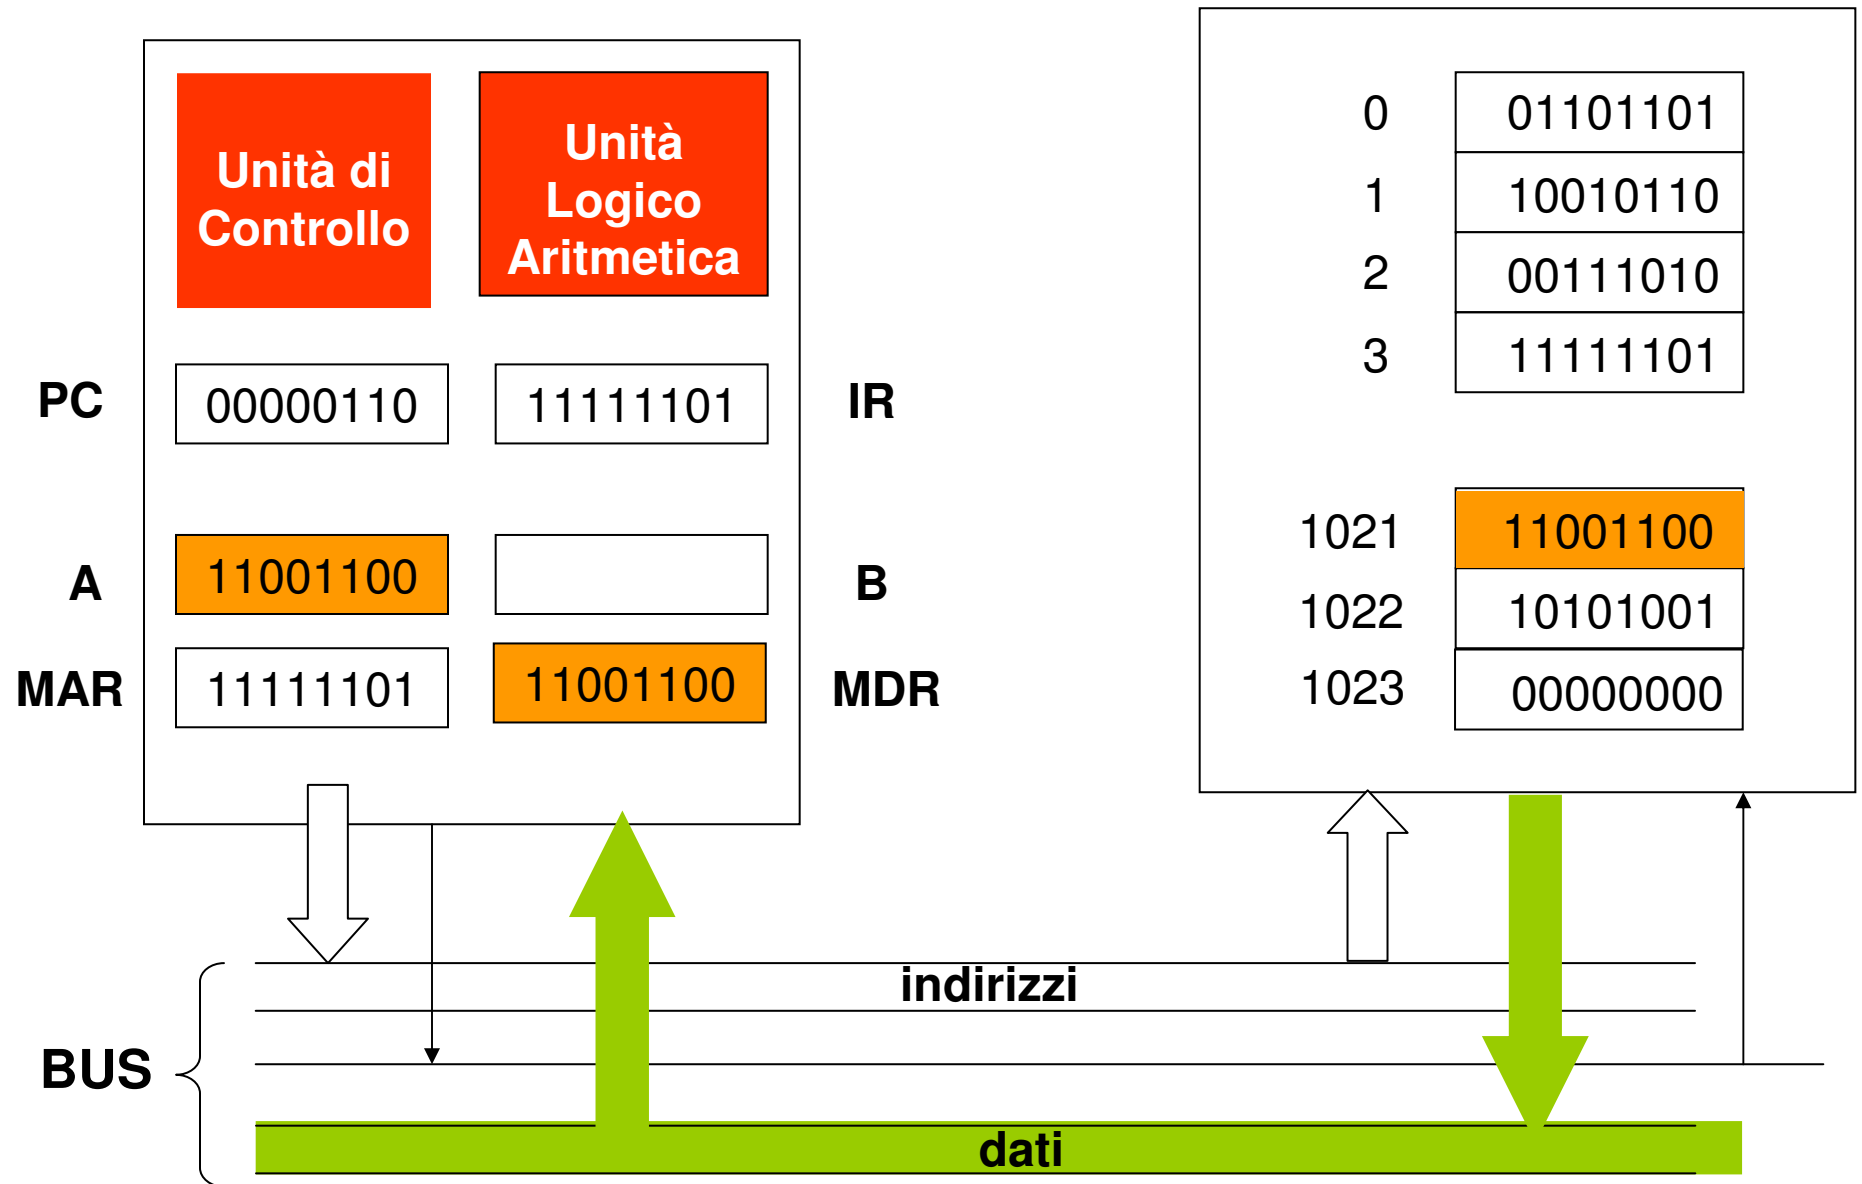 Unità di
Controllo
Unità
Logico
Aritmetica
PC
00000110
11111101
IR
A
11001100
B
MAR
11111101
11001100
MDR
0
01101101
1
10010110
2
00111010
3
11111101
1021
11001100
1022
10101001
1023
00000000
BUS
indirizzi
dati